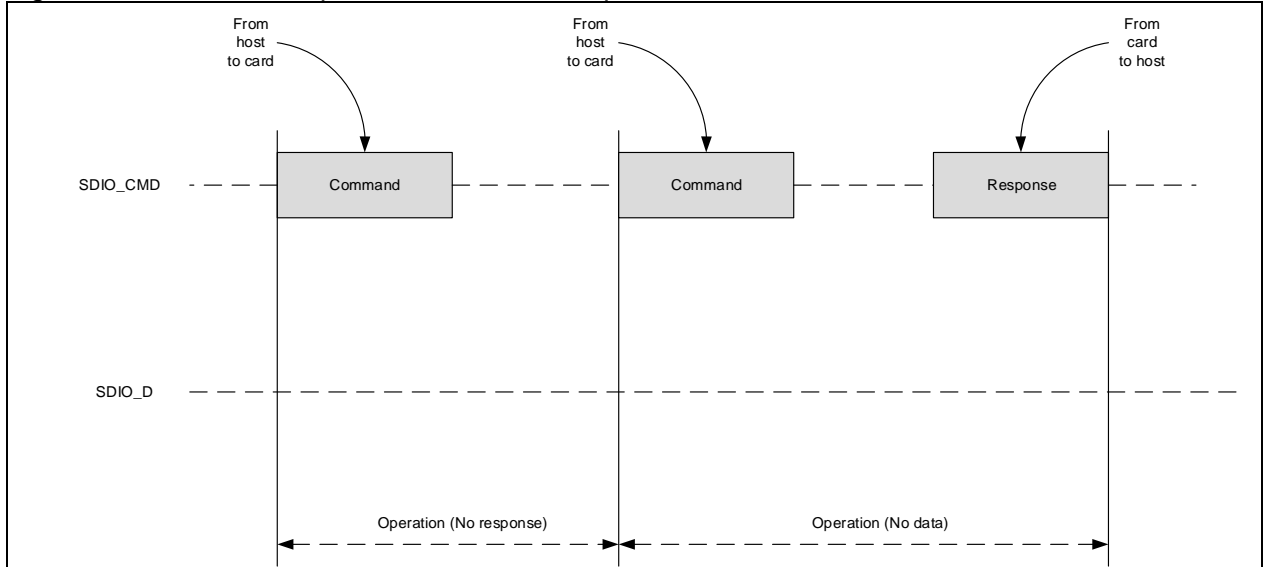 From
host
to card
From
host
to card
From
card
to host
SDIO_CMD
Command
Command
Response
SDIO_D
Operation (No response)
Operation (No data)